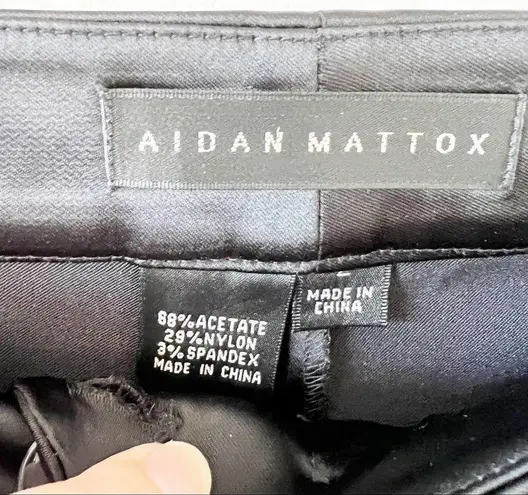 AIDAN MATTOX
MADE IN
CHINA
68%ACETATE
29%NYLON
3%SPANDEX
MADE IN CHINA